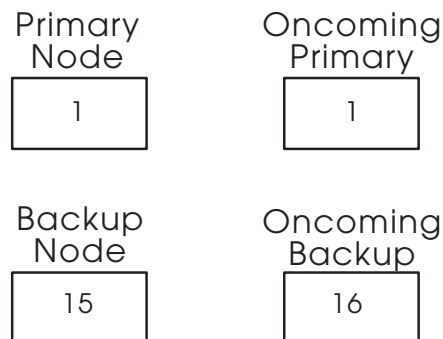 Primary
Node
1
Oncoming
Primary
1
Backup
Node
15
Oncoming
Backup
16